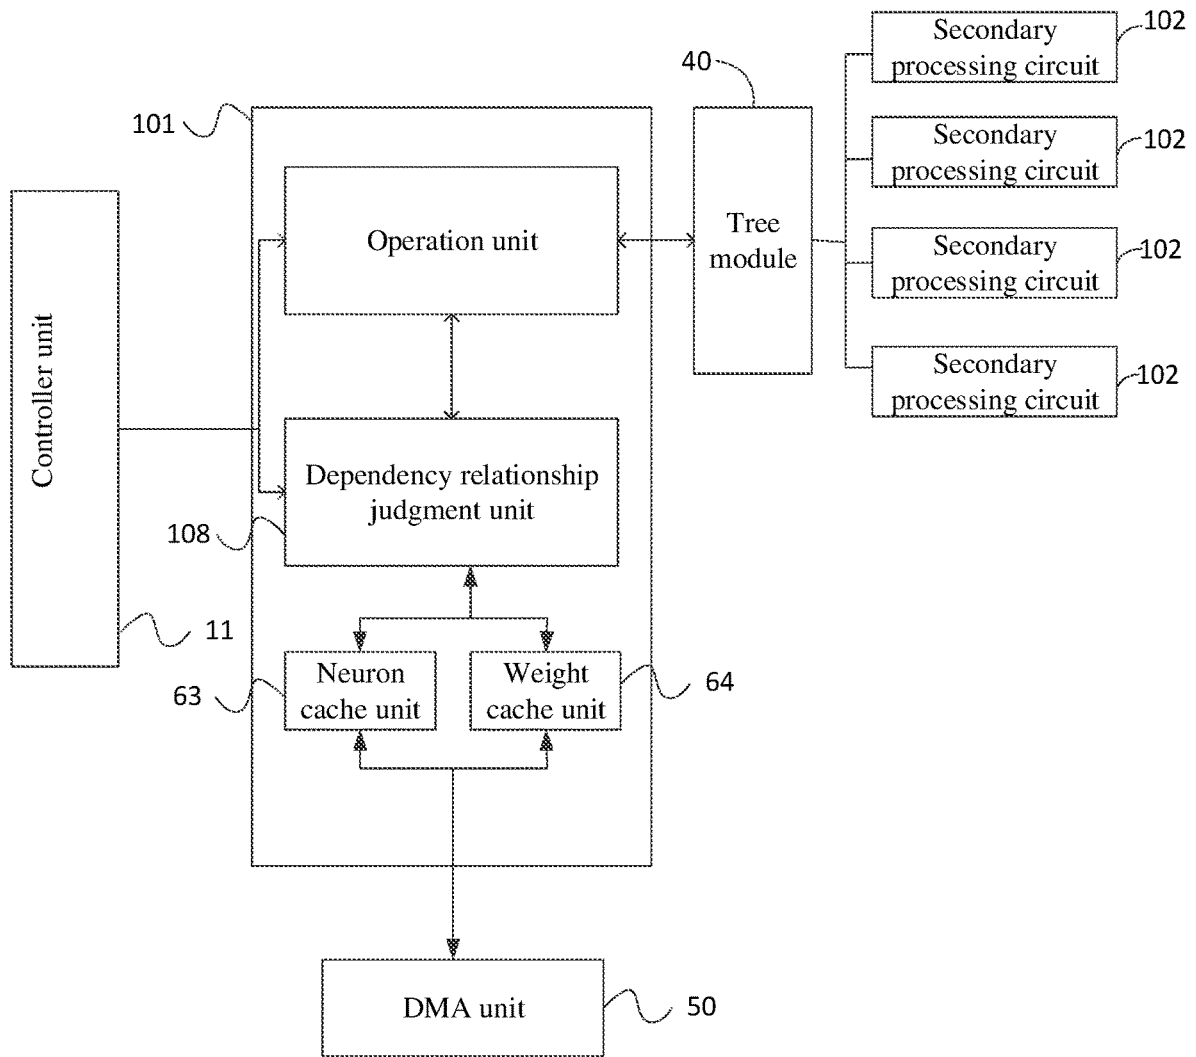 102
Secondary
processing circuit
40
101
102
Secondary
processing circuit
Operation unit
Tree
module
102
Secondary
processing circuit
Controller unit
102
Secondary
processing circuit
Dependency relationship
judgment unit
108
11
63
Neuron
cache unit
Weight
cache unit
64
DMA unit
50